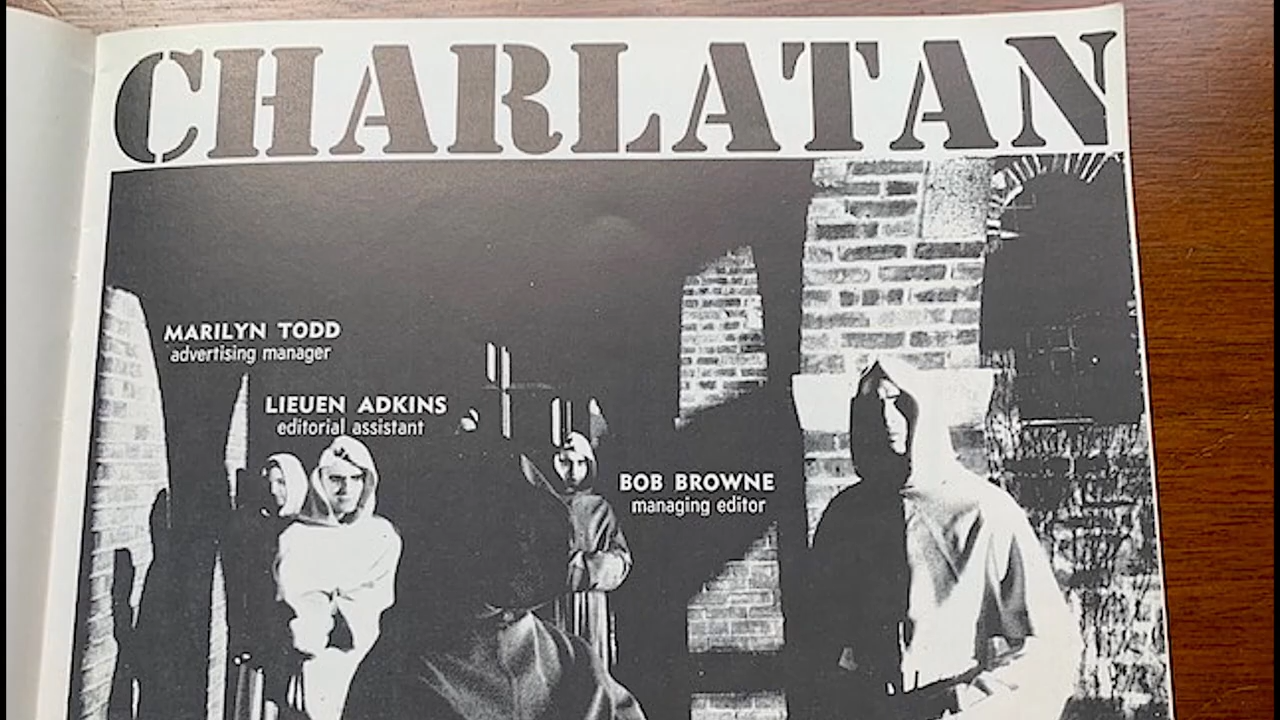 CHARLATAN
MARILYN TODD
advertising manager
LIEUEN ADKINS
editorial assistant
BOB BROWNE
managing editor